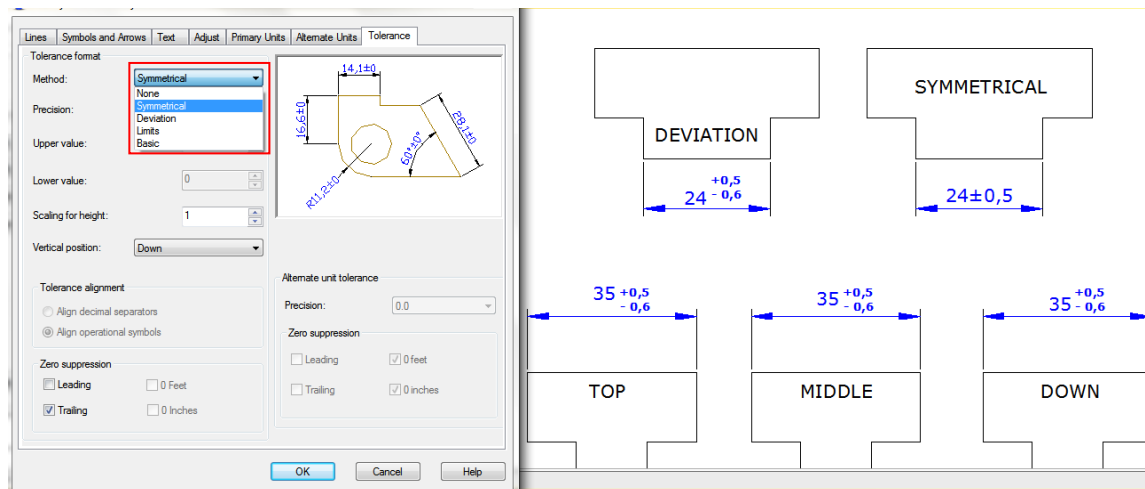 Lines Symbols and Arrows Text Adjust Primary Units Alternate Units Tolerance
Tolerance format
Method: Symmetrical
None
Symmetrical
Deviation
Limits
Basic
Precision:
Upper value:
Lower value: 0
Scaling for height: 1
Vertical position: Down
Tolerance alignment
Align decimal separators
Align operational symbols
Zero suppression
Leading 0 Feet
Trailing 0 Inches
14,1±0
16,6±0
28,1±0
60°±0°
R11,2±0
Alternate unit tolerance
Precision: 0.0
Zero suppression
Leading 0 feet
Trailing 0 inches
OK Cancel Help
DEVIATION
24 +0,5
- 0,6
SYMMETRICAL
24±0,5
35 +0,5
- 0,6
TOP
35 +0,5
- 0,6
MIDDLE
35 +0,5
- 0,6
DOWN